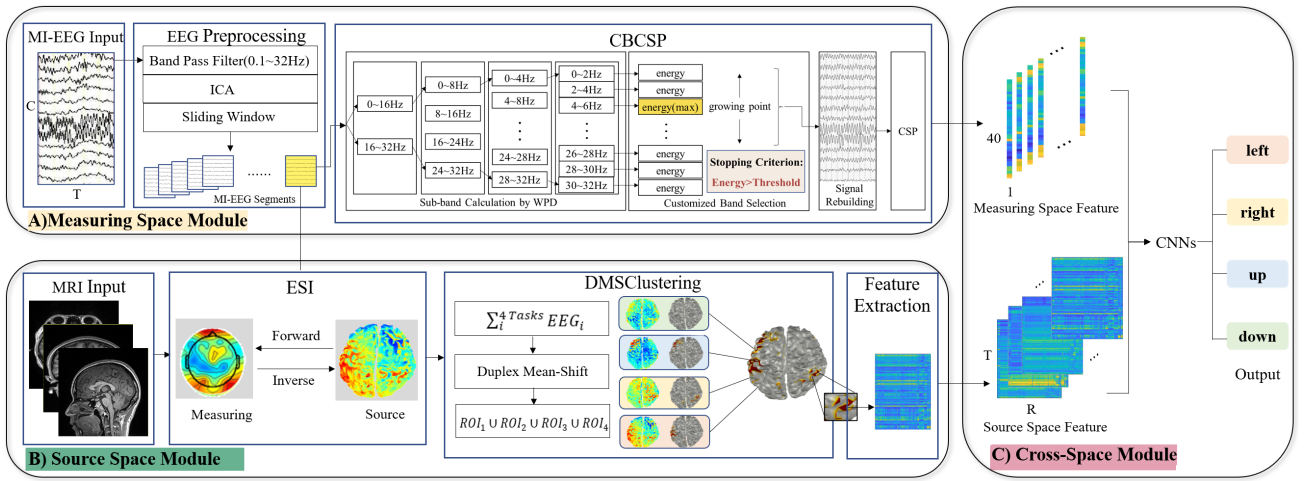 MI-EEG Input
C
T
EEG Preprocessing
Band Pass Filter(0.1~32Hz)
ICA
Sliding Window
......
MI-EEG Segments
A)Measuring Space Module
CBCSP
0~16Hz
16~32Hz
0~8Hz
8~16Hz
16~24Hz
24~32Hz
0~4Hz
4~8Hz
24~28Hz
28~32Hz
0~2Hz
2~4Hz
4~6Hz
26~28Hz
28~30Hz
30~32Hz
Sub-band Calculation by WPD
energy
energy
energy(max)
energy
energy
energy
growing point
Stopping Criterion:
Energy>Threshold
Customized Band Selection
Signal
Rebuilding
CSP
MRI Input
ESI
Forward
Inverse
Measuring
Source
DMSClustering
∑_i^{4 Tasks} EEG_i
Duplex Mean-Shift
ROI₁ ∪ ROI₂ ∪ ROI₃ ∪ ROI₄
Feature
Extraction
B) Source Space Module
40
1
Measuring Space Feature
T
R
Source Space Feature
CNNs
left
right
up
down
Output
C) Cross-Space Module